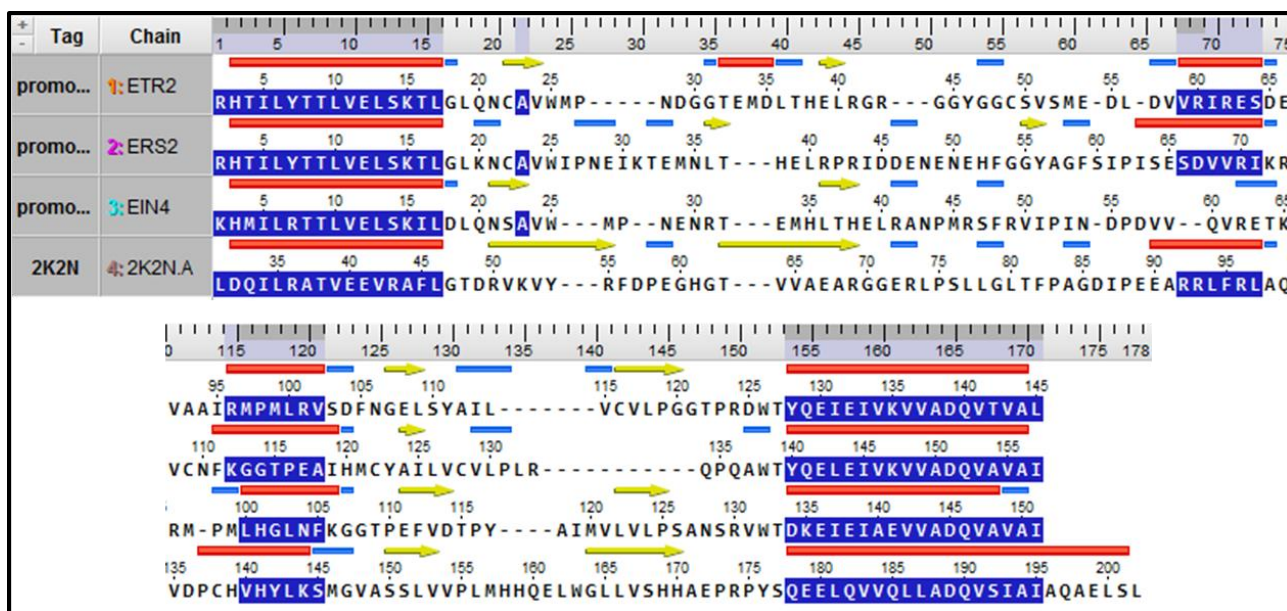 +
-
Tag Chain
1 5 10 15 20 25 30 35 40 45 50 55 60 65 70 75
promo... 1: ETR2
5 10 15 20 25 30 35 40 45 50 55 60 65
RHTILYTTLVELSKTLGLQNCAVWMP-----NDGGTEMDLTHELRGR---GGYGGCSVSME-DL-DVVRIRESDE
promo... 2: ERS2
5 10 15 20 25 30 35 40 45 50 55 60 65 70
RHTILYTTLVELSKTLGLKNCAVWIPNEIKTEMNLT---HELRPRIDDENENEHFGGYAGFSIPISESDVVRIKR
promo... 3: EIN4
5 10 15 20 25 30 35 40 45 50 55 60 65
KHMILRTTLVELSKILDLQNSAVW---MP--NENRT---EMHLTHELRANPMRSFRVIPIN-DPDVV--QVRETK
2K2N 4: 2K2N.A
35 40 45 50 55 60 65 70 75 80 85 90 95
LDQILRATVEEVRAFLGTDRVKVY---RFDPEGHGT---VVAEARGGERLPSLLGLTFPAGDIPEEARRLFRLAQ
0 115 120 125 130 135 140 145 150 155 160 165 170 175 178
95 100 105 110 115 120 125 130 135 140 145
VAAIRMPMLRVSDFNGELSYAIL-------VCVLPGGTPRDWTYQEIEIVKVVADQVTVAL
110 115 120 125 130 135 140 145 150 155
VCNFKGGTPEAIHMCYAILVCVLPLR-----------QPQAWTYQELEIVKVVADQVAVAI
100 105 110 115 120 125 130 135 140 145 150
RM-PMLHGLNFKGGTPEFVDTPY----AIMVLVLPSANSRVWTDKEIEIAEVVADQVAVAI
135 140 145 150 155 160 165 170 175 180 185 190 195 200
VDPCHVHYLKSMGVASSLVVPLMHHQELWGLLVSHHAEPRPYSQEELQVVQLLADQVSIAIAQAELSL